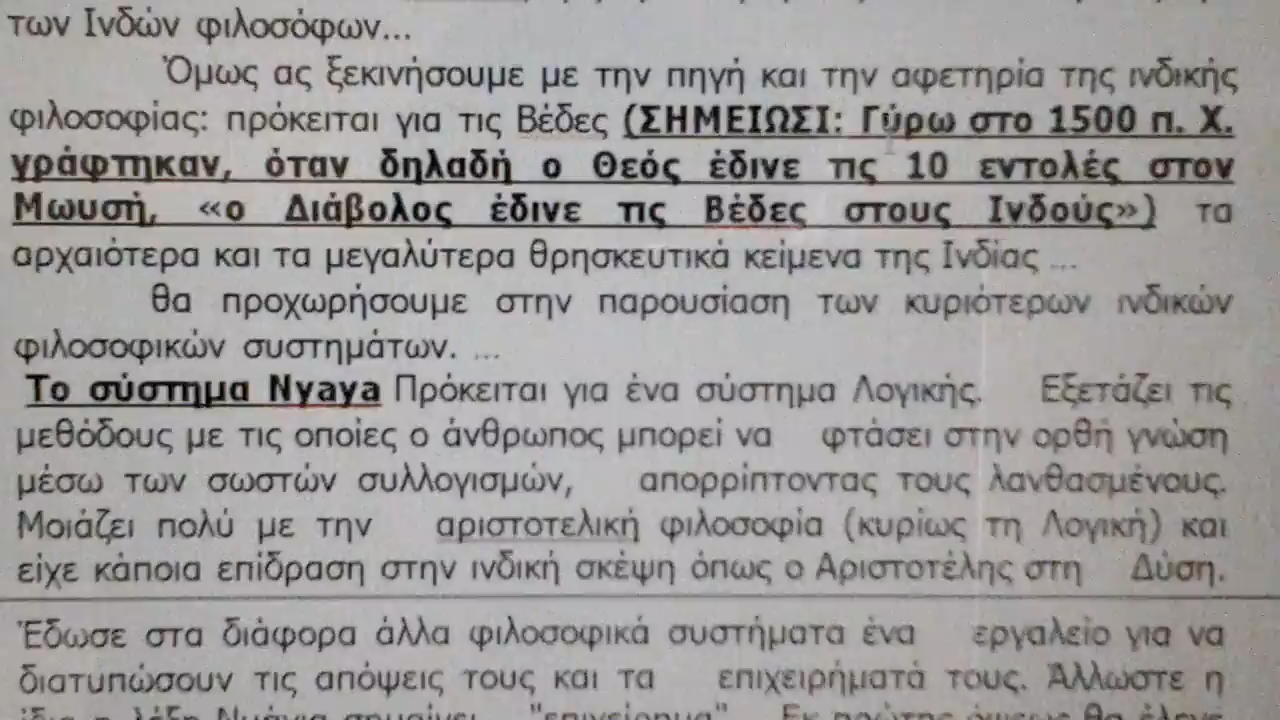 των Ινδών φιλοσόφων...
Όμως ας ξεκινήσουμε με την πηγή και την αφετηρία της ινδικής
φιλοσοφίας: πρόκειται για τις Βέδες (ΣΗΜΕΙΩΣΙ: Γύρω στο 1500 π. Χ.
γράφτηκαν, όταν δηλαδή ο Θεός έδινε τις 10 εντολές στον
Μωυσή, «ο Διάβολος έδινε τις Βέδες στους Ινδούς») τα
αρχαιότερα και τα μεγαλύτερα θρησκευτικά κείμενα της Ινδίας ...
θα προχωρήσουμε στην παρουσίαση των κυριότερων ινδικών
φιλοσοφικών συστημάτων. ...
Το σύστημα Nyaya Πρόκειται για ένα σύστημα Λογικής. Εξετάζει τις
μεθόδους με τις οποίες ο άνθρωπος μπορεί να φτάσει στην ορθή γνώση
μέσω των σωστών συλλογισμών, απορρίπτοντας τους λανθασμένους.
Μοιάζει πολύ με την αριστοτελική φιλοσοφία (κυρίως τη Λογική) και
είχε κάποια επίδραση στην ινδική σκέψη όπως ο Αριστοτέλης στη Δύση.
Έδωσε στα διάφορα άλλα φιλοσοφικά συστήματα ένα εργαλείο για να
διατυπώσουν τις απόψεις τους και τα επιχειρήματά τους. Άλλωστε η